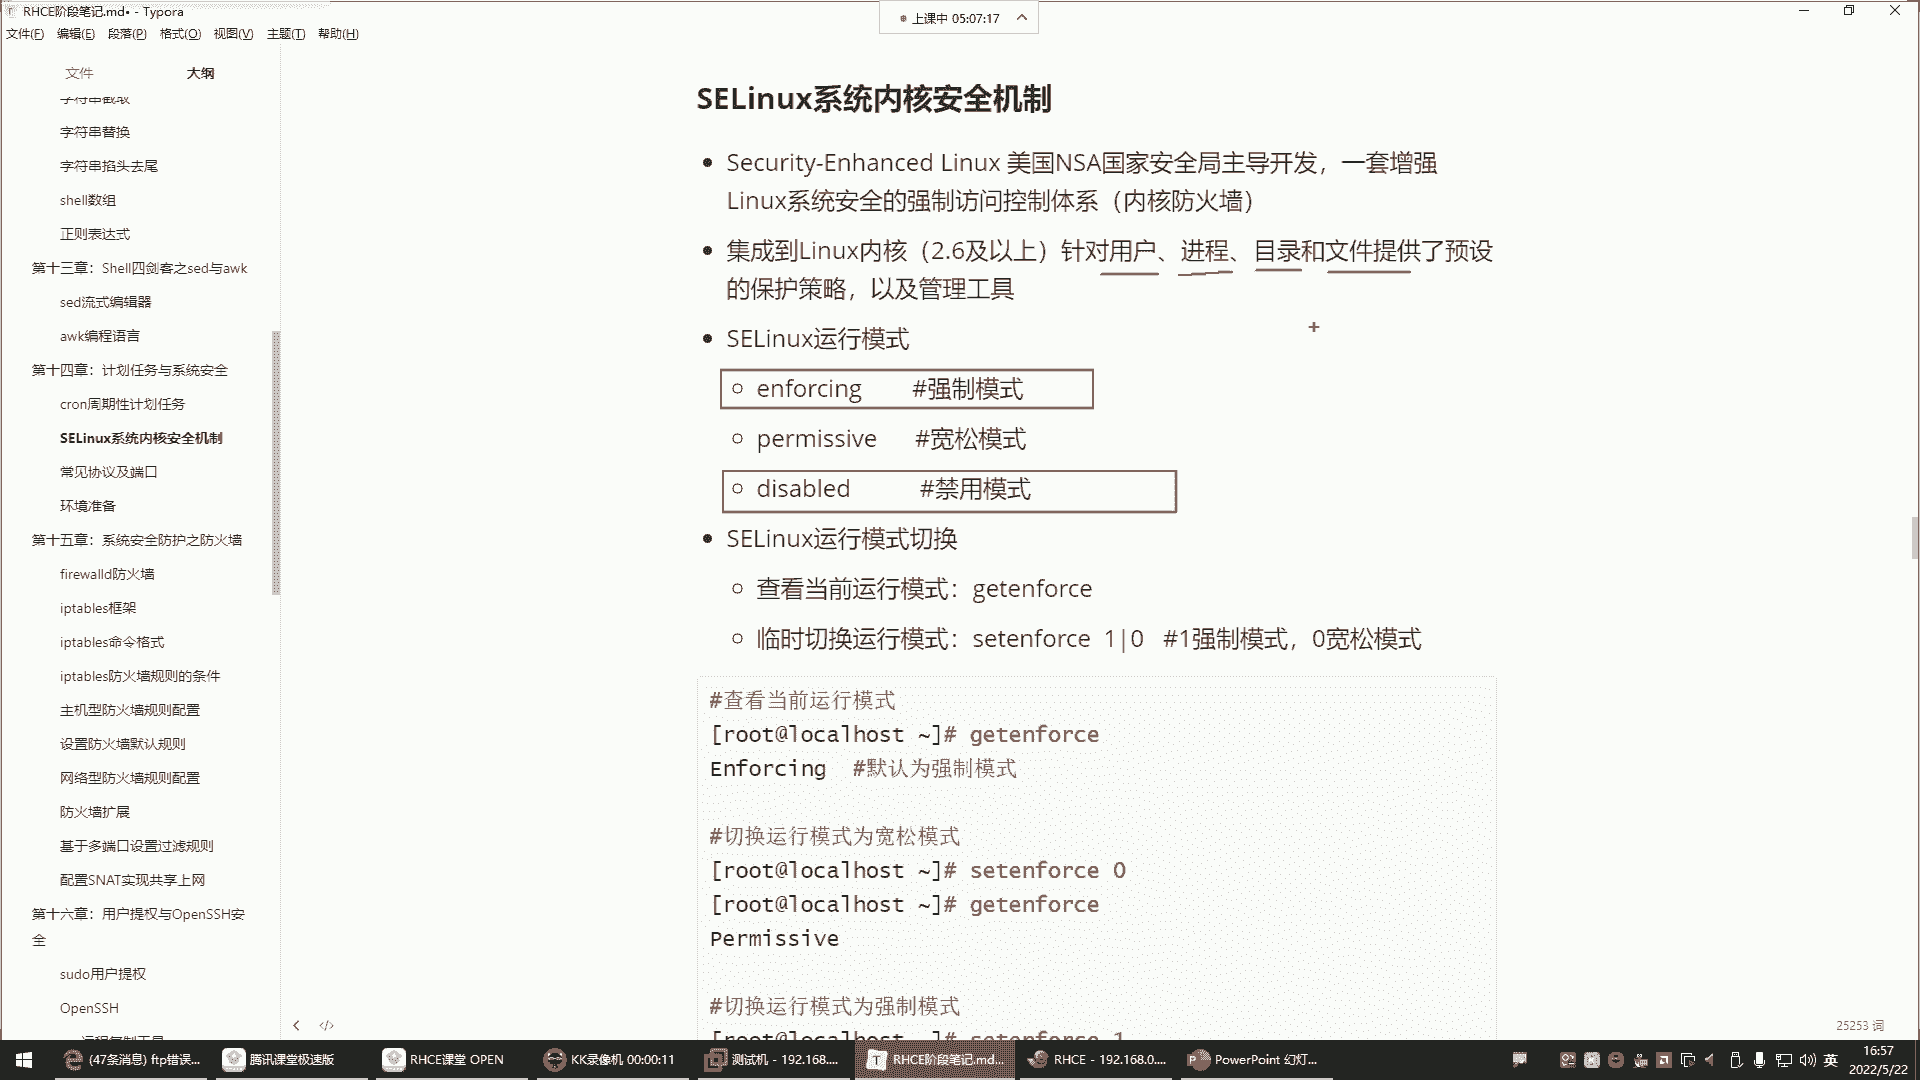 RHCE阶段笔记.md• - Typora
上课中 05:07:17
文件(F) 编辑(E) 段落(P) 格式(O) 视图(V) 主题(T) 帮助(H)
文件 大纲
字符串截取
字符串替换
字符串掐头去尾
shell数组
正则表达式
第十三章：Shell四剑客之sed与awk
sed流式编辑器
awk编程语言
第十四章：计划任务与系统安全
cron周期性计划任务
SELinux系统内核安全机制
常见协议及端口
环境准备
第十五章：系统安全防护之防火墙
firewalld防火墙
iptables框架
iptables命令格式
iptables防火墙规则的条件
主机型防火墙规则配置
设置防火墙默认规则
网络型防火墙规则配置
防火墙扩展
基于多端口设置过滤规则
配置SNAT实现共享上网
第十六章：用户提权与OpenSSH安
全
sudo用户提权
OpenSSH
SELinux系统内核安全机制
Security-Enhanced Linux 美国NSA国家安全局主导开发，一套增强
Linux系统安全的强制访问控制体系（内核防火墙）
集成到Linux内核（2.6及以上）针对用户、进程、目录和文件提供了预设
的保护策略，以及管理工具
SELinux运行模式
enforcing #强制模式
permissive #宽松模式
disabled #禁用模式
SELinux运行模式切换
查看当前运行模式：getenforce
临时切换运行模式：setenforce 1|0 #1强制模式，0宽松模式
#查看当前运行模式
[root@localhost ~]# getenforce
Enforcing #默认为强制模式
#切换运行模式为宽松模式
[root@localhost ~]# setenforce 0
[root@localhost ~]# getenforce
Permissive
#切换运行模式为强制模式
[root@localhost ~]# setenforce 1
25253 词
(47条消息) ftp错误... 腾讯课堂极速版 RHCE课堂 OPEN KK录像机 00:00:11 测试机 - 192.168.... RHCE阶段笔记.md... RHCE - 192.168.0.... PowerPoint 幻灯... 英
16:57
2022/5/22